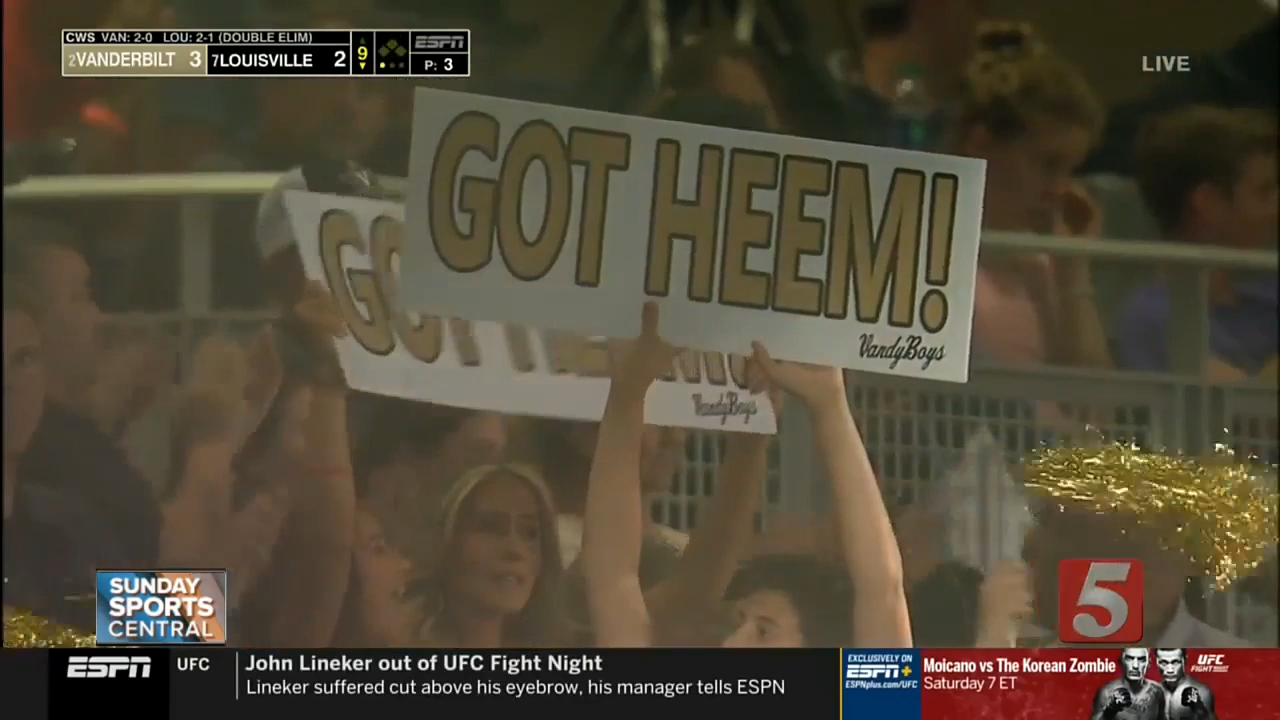 CWS VAN: 2-0 LOU: 2-1 (DOUBLE ELIM)
2VANDERBILT 3 7LOUISVILLE 2 9 ESPN P: 3
LIVE
GOT HEEM!
VandyBoys
VandyBoys
SUNDAY
SPORTS
CENTRAL
5
ESPN UFC John Lineker out of UFC Fight Night
Lineker suffered cut above his eyebrow, his manager tells ESPN
EXCLUSIVELY ON
ESPN+
ESPNplus.com/UFC
Moicano vs The Korean Zombie
Saturday 7 ET
UFC
FIGHT NIGHT